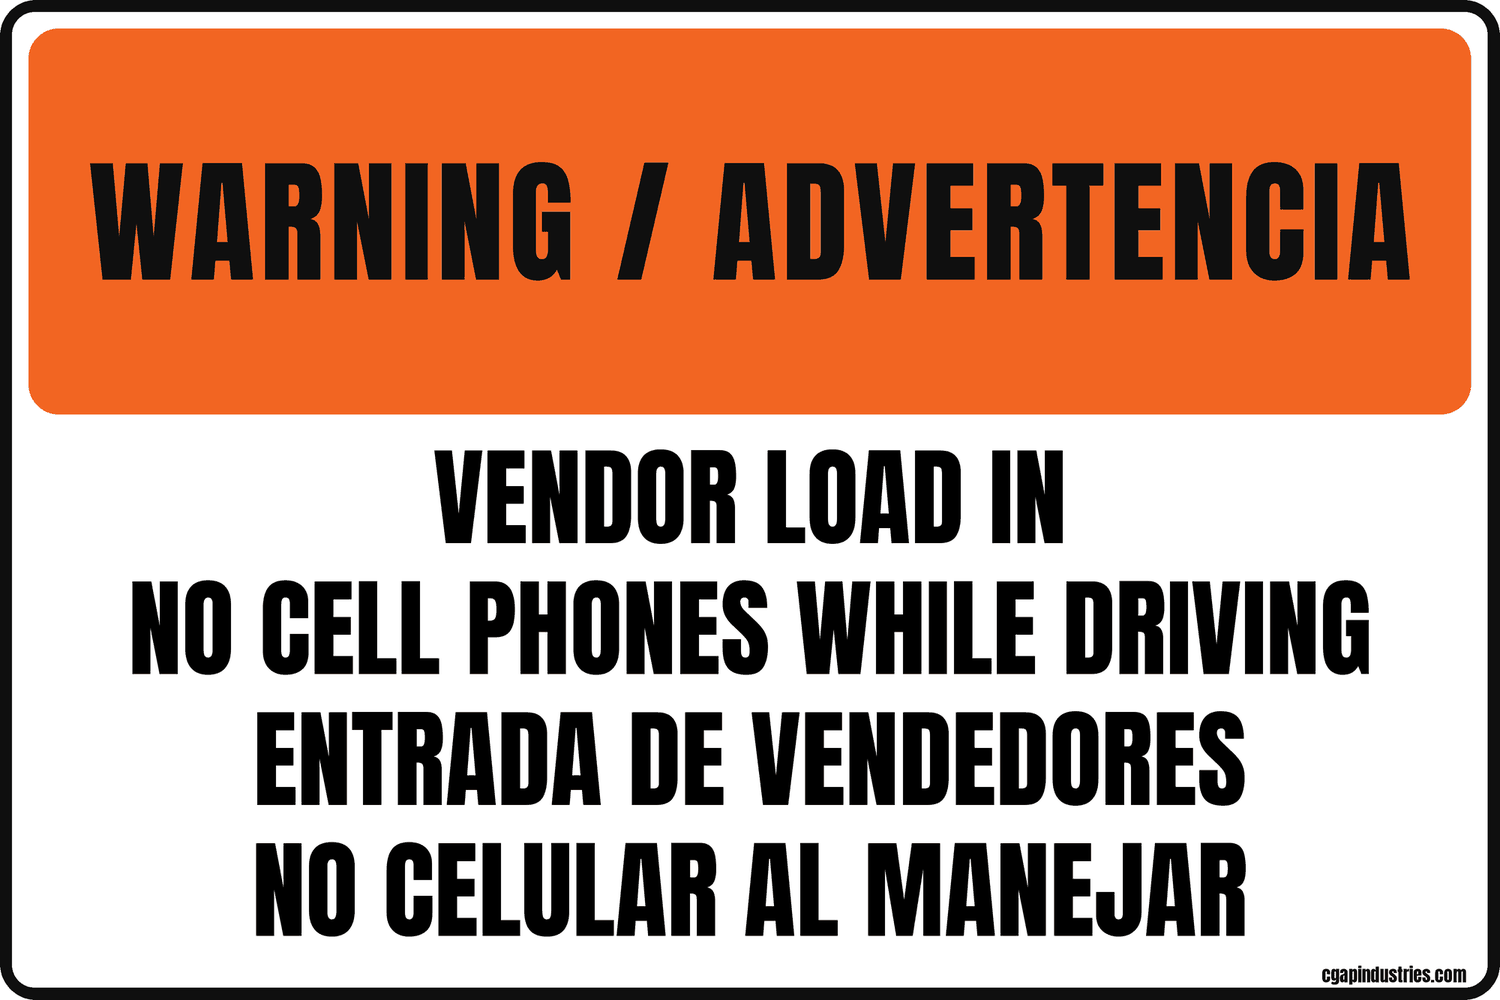 WARNING / ADVERTENCIA
VENDOR LOAD IN
NO CELL PHONES WHILE DRIVING
ENTRADA DE VENDEDORES
NO CELULAR AL MANEJAR
cgapindustries.com